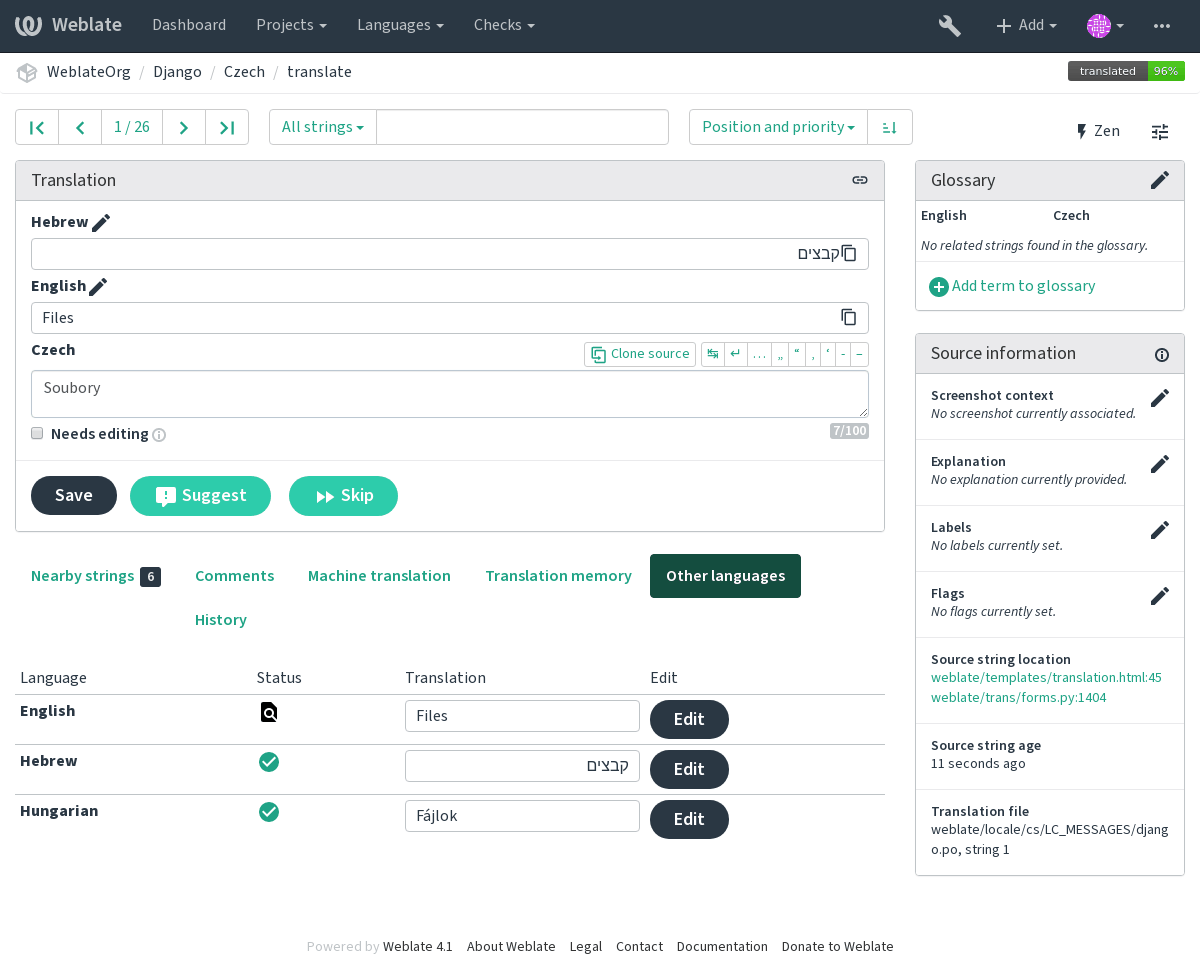 Weblate Dashboard Projects Languages Checks Add
WeblateOrg / Django / Czech / translate translated 96%
1 / 26 All strings Position and priority Zen
Translation
Hebrew
קבצים
English
Files
Czech Clone source ↹ ↵ … „ “ ‚ ‘ - –
Soubory
Needs editing 7/100
Save Suggest Skip
Nearby strings 6 Comments Machine translation Translation memory Other languages
History
Language Status Translation Edit
English Files Edit
Hebrew קבצים Edit
Hungarian Fájlok Edit
Glossary
English Czech
No related strings found in the glossary.
Add term to glossary
Source information
Screenshot context
No screenshot currently associated.
Explanation
No explanation currently provided.
Labels
No labels currently set.
Flags
No flags currently set.
Source string location
weblate/templates/translation.html:45
weblate/trans/forms.py:1404
Source string age
11 seconds ago
Translation file
weblate/locale/cs/LC_MESSAGES/djang
o.po, string 1
Powered by Weblate 4.1 About Weblate Legal Contact Documentation Donate to Weblate